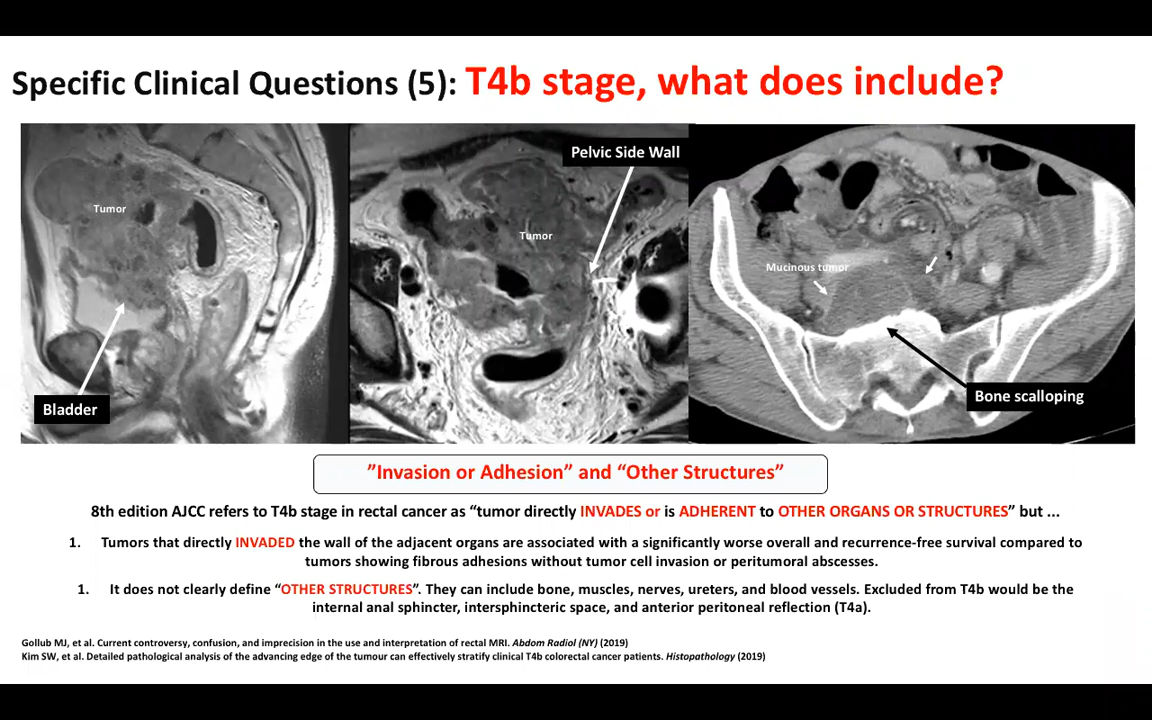 Specific Clinical Questions (5): T4b stage, what does include?
Pelvic Side Wall
Tumor
Tumor
Mucinous tumor
Bone scalloping
Bladder
”Invasion or Adhesion” and “Other Structures”
8th edition AJCC refers to T4b stage in rectal cancer as “tumor directly INVADES or is ADHERENT to OTHER ORGANS OR STRUCTURES” but ...
1. Tumors that directly INVADED the wall of the adjacent organs are associated with a significantly worse overall and recurrence-free survival compared to
tumors showing fibrous adhesions without tumor cell invasion or peritumoral abscesses.
1. It does not clearly define “OTHER STRUCTURES”. They can include bone, muscles, nerves, ureters, and blood vessels. Excluded from T4b would be the
internal anal sphincter, intersphincteric space, and anterior peritoneal reflection (T4a).
Gollub MJ, et al. Current controversy, confusion, and imprecision in the use and interpretation of rectal MRI. Abdom Radiol (NY) (2019)
Kim SW, et al. Detailed pathological analysis of the advancing edge of the tumour can effectively stratify clinical T4b colorectal cancer patients. Histopathology (2019)